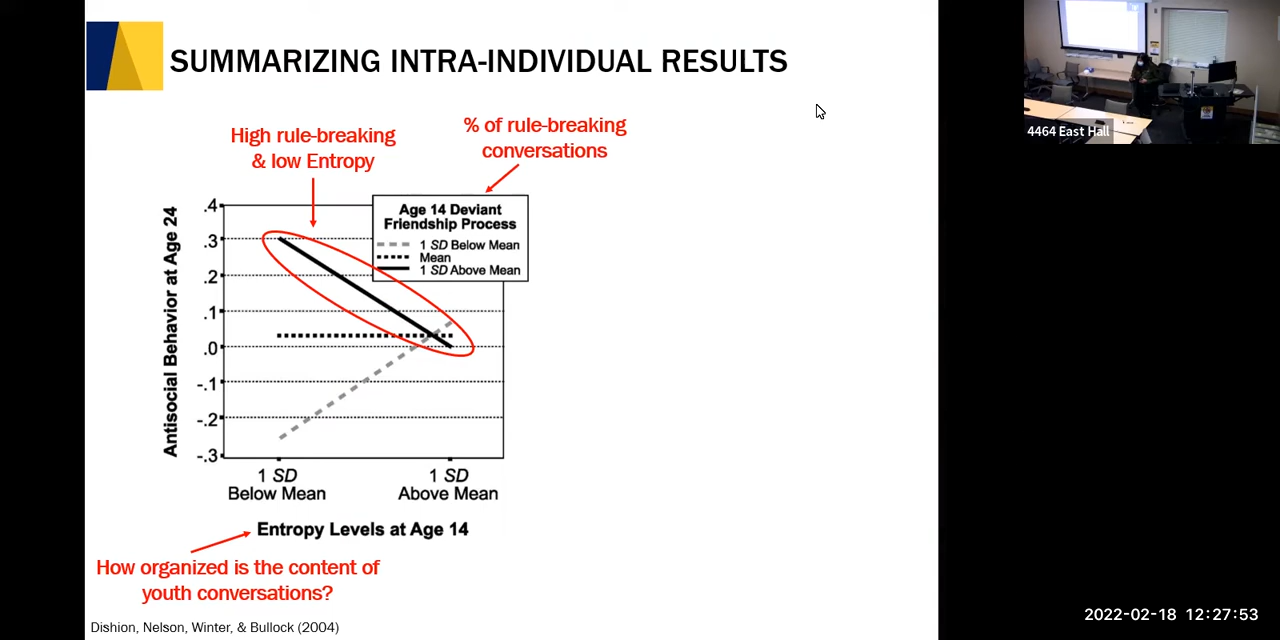 SUMMARIZING INTRA-INDIVIDUAL RESULTS
High rule-breaking
& low Entropy
% of rule-breaking
conversations
Age 14 Deviant
Friendship Process
1 SD Below Mean
Mean
1 SD Above Mean
Antisocial Behavior at Age 24
.4
.3
.2
.1
.0
-.1
-.2
-.3
1 SD
Below Mean
1 SD
Above Mean
Entropy Levels at Age 14
How organized is the content of
youth conversations?
Dishion, Nelson, Winter, & Bullock (2004)
4464 East Hall
2022-02-18 12:27:53